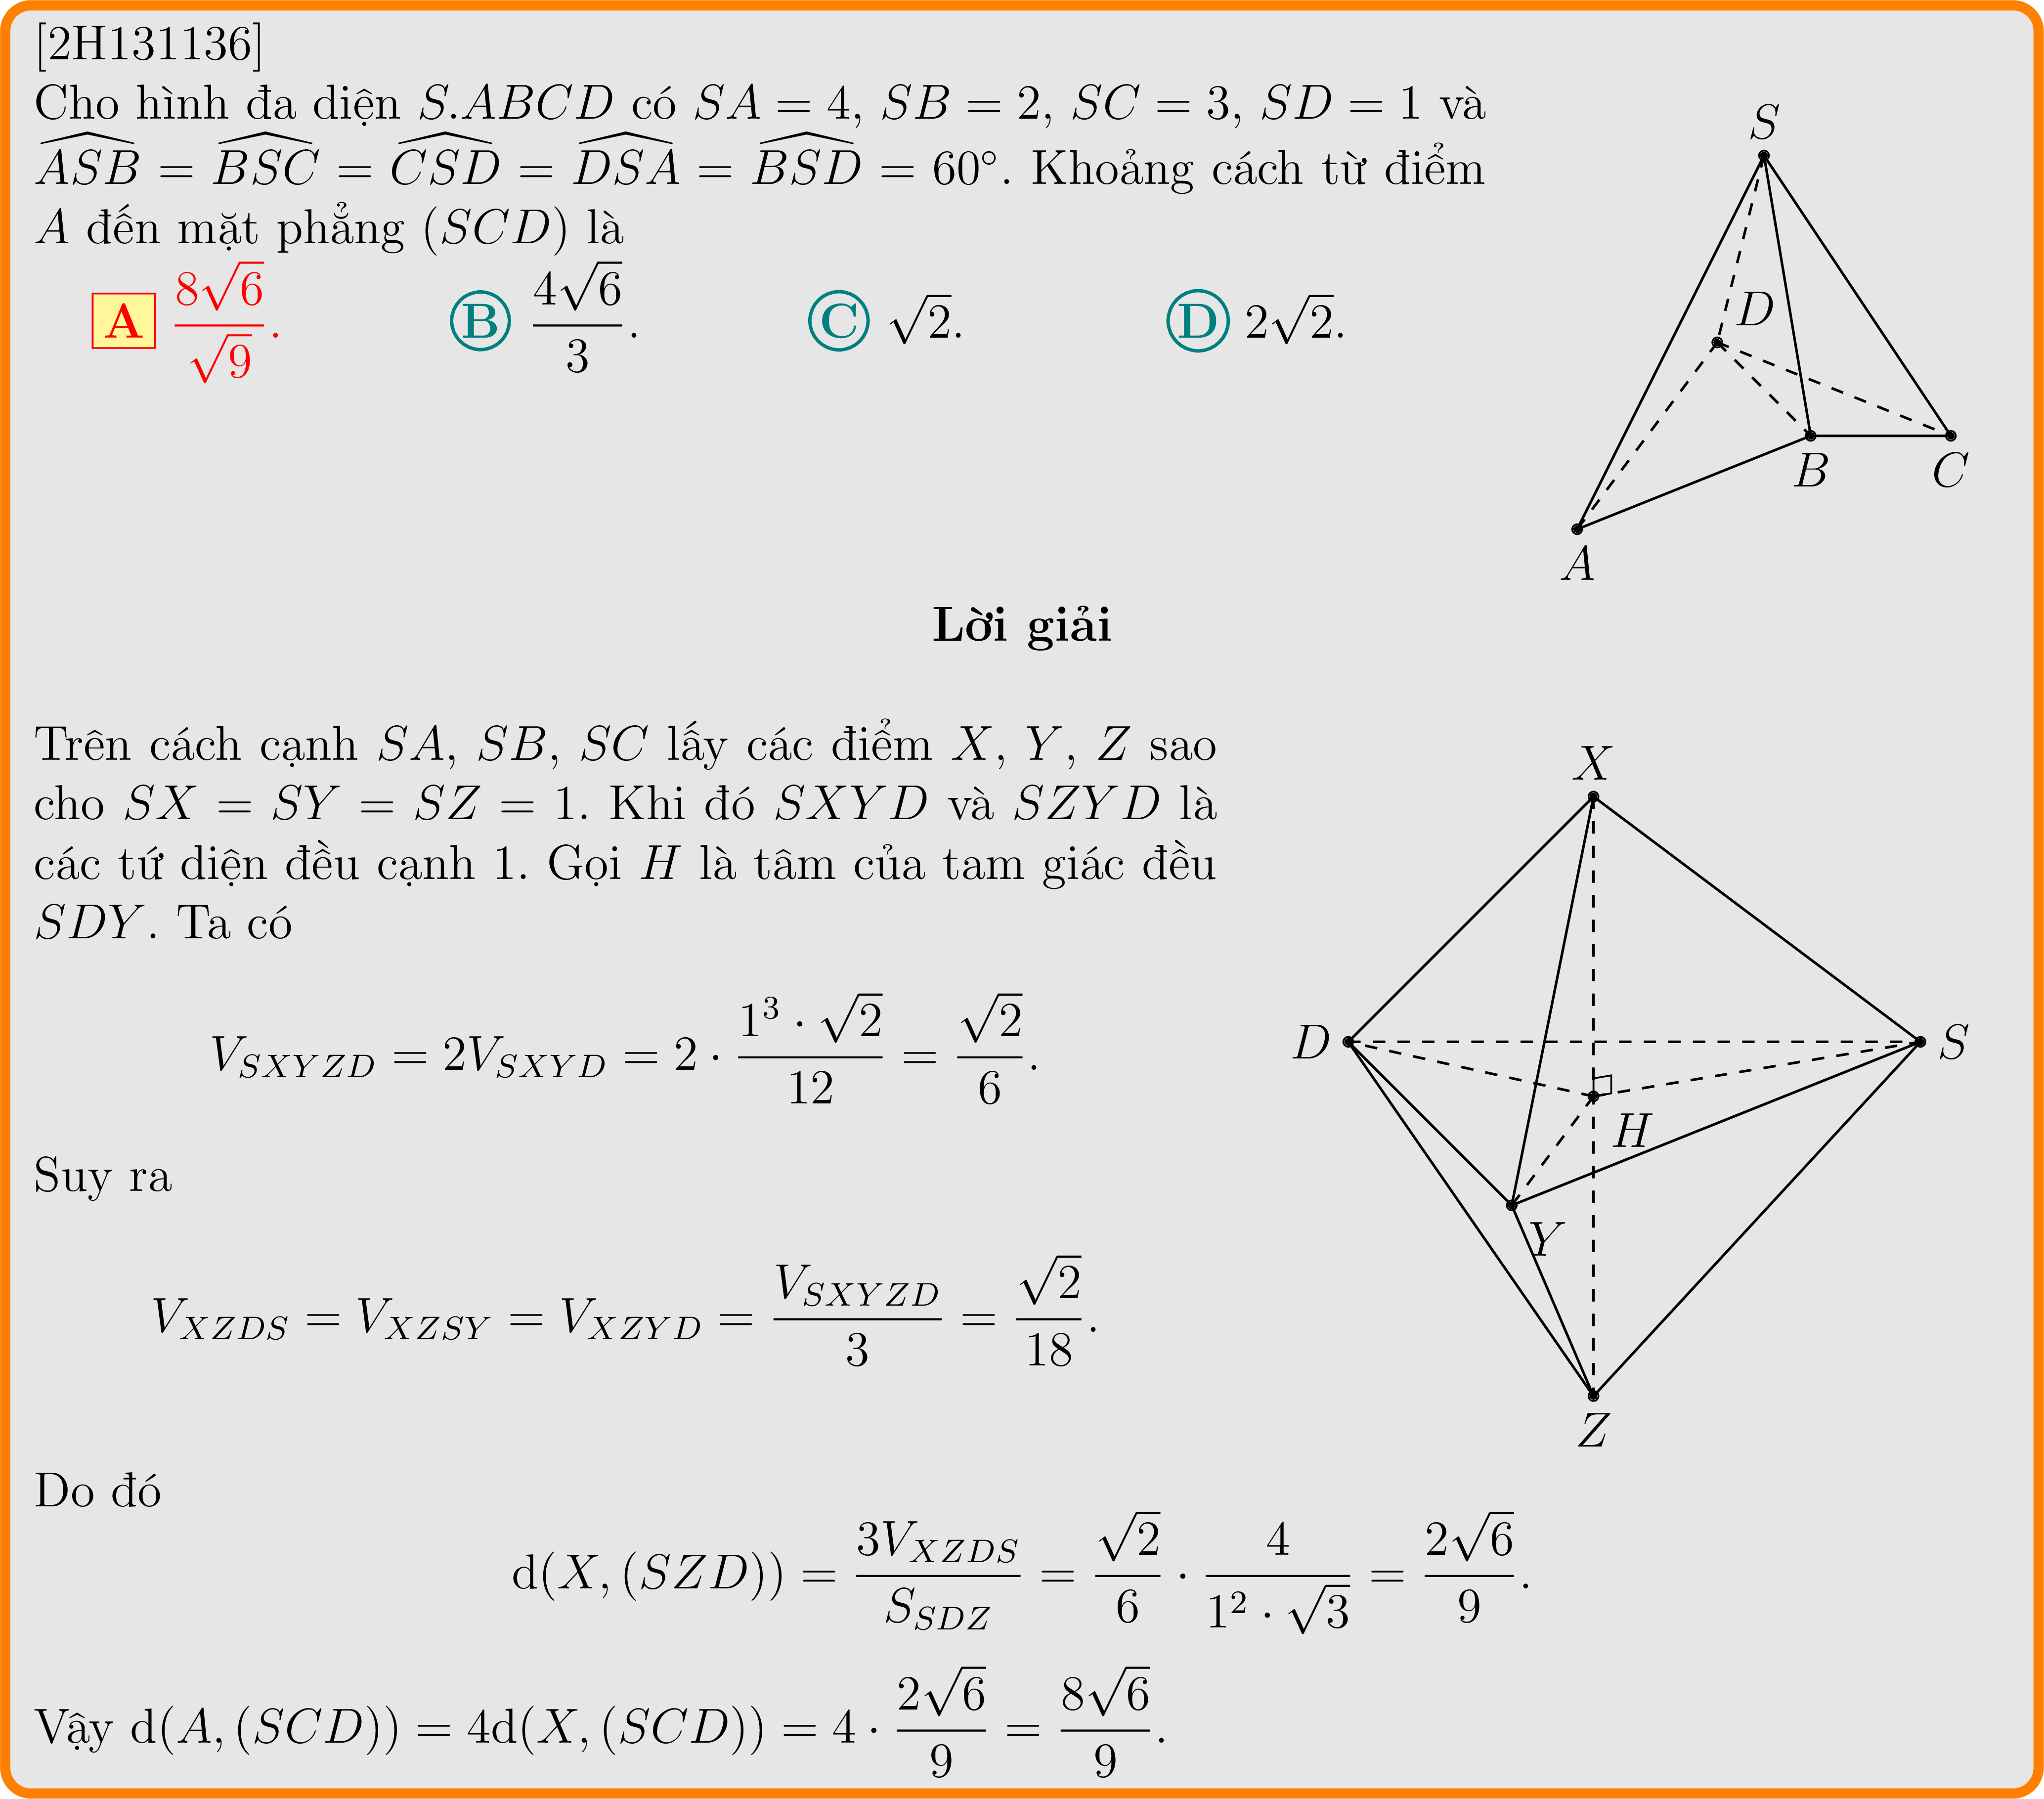 [2H131136]
Cho hình đa diện S.ABCD có SA = 4, SB = 2, SC = 3, SD = 1 và
$\widehat{ASB} = \widehat{BSC} = \widehat{CSD} = \widehat{DSA} = \widehat{BSD} = 60^\circ$. Khoảng cách từ điểm
A đến mặt phẳng (SCD) là
A $\frac{8\sqrt{6}}{\sqrt{9}}$. B $\frac{4\sqrt{6}}{3}$. C $\sqrt{2}$. D $2\sqrt{2}$.
S
D
B
C
A
Lời giải
Trên cách cạnh SA, SB, SC lấy các điểm X, Y, Z sao
cho SX = SY = SZ = 1. Khi đó SXYD và SZYD là
các tứ diện đều cạnh 1. Gọi H là tâm của tam giác đều
SDY. Ta có
$V_{SXYZD} = 2V_{SXYD} = 2 \cdot \frac{1^3 \cdot \sqrt{2}}{12} = \frac{\sqrt{2}}{6}$.
Suy ra
$V_{XZDS} = V_{XZSY} = V_{XZYD} = \frac{V_{SXYZD}}{3} = \frac{\sqrt{2}}{18}$.
X
D
S
H
Y
Z
Do đó
$d(X, (SZD)) = \frac{3V_{XZDS}}{S_{SDZ}} = \frac{\sqrt{2}}{6} \cdot \frac{4}{1^2 \cdot \sqrt{3}} = \frac{2\sqrt{6}}{9}$.
Vậy $d(A, (SCD)) = 4d(X, (SCD)) = 4 \cdot \frac{2\sqrt{6}}{9} = \frac{8\sqrt{6}}{9}$.